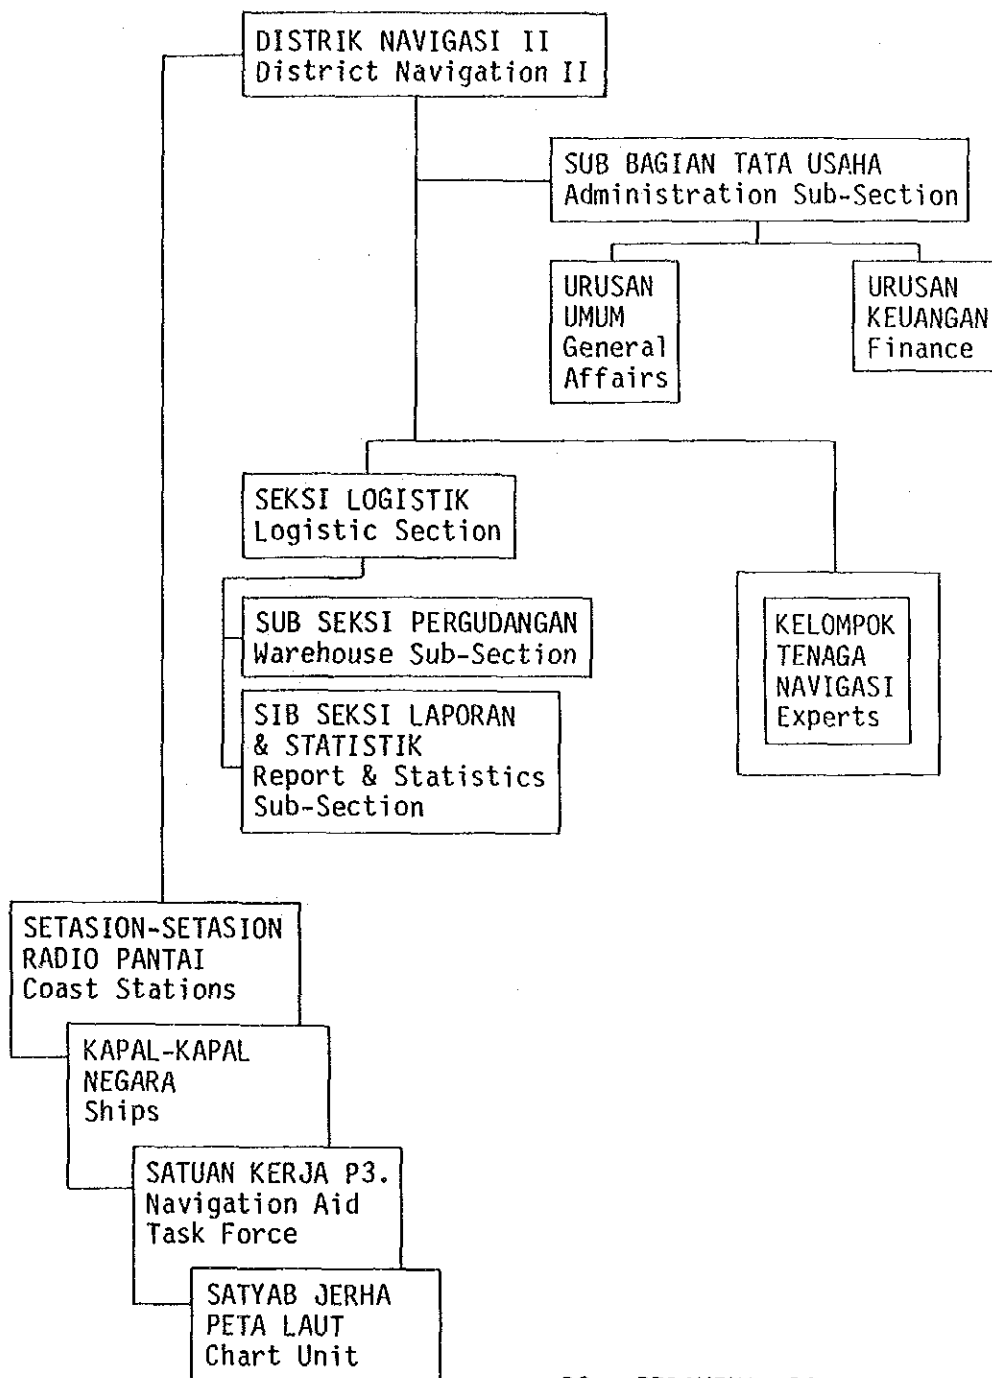 DISTRIK NAVIGASI II
District Navigation II
SUB BAGIAN TATA USAHA
Administration Sub-Section
URUSAN
UMUM
General
Affairs
URUSAN
KEUANGAN
Finance
SEKSI LOGISTIK
Logistic Section
SUB SEKSI PERGUDANGAN
Warehouse Sub-Section
SIB SEKSI LAPORAN
& STATISTIK
Report & Statistics
Sub-Section
KELOMPOK
TENAGA
NAVIGASI
Experts
SETASION-SETASION
RADIO PANTAI
Coast Stations
KAPAL-KAPAL
NEGARA
Ships
SATUAN KERJA P3.
Navigation Aid
Task Force
SATYAB JERHA
PETA LAUT
Chart Unit